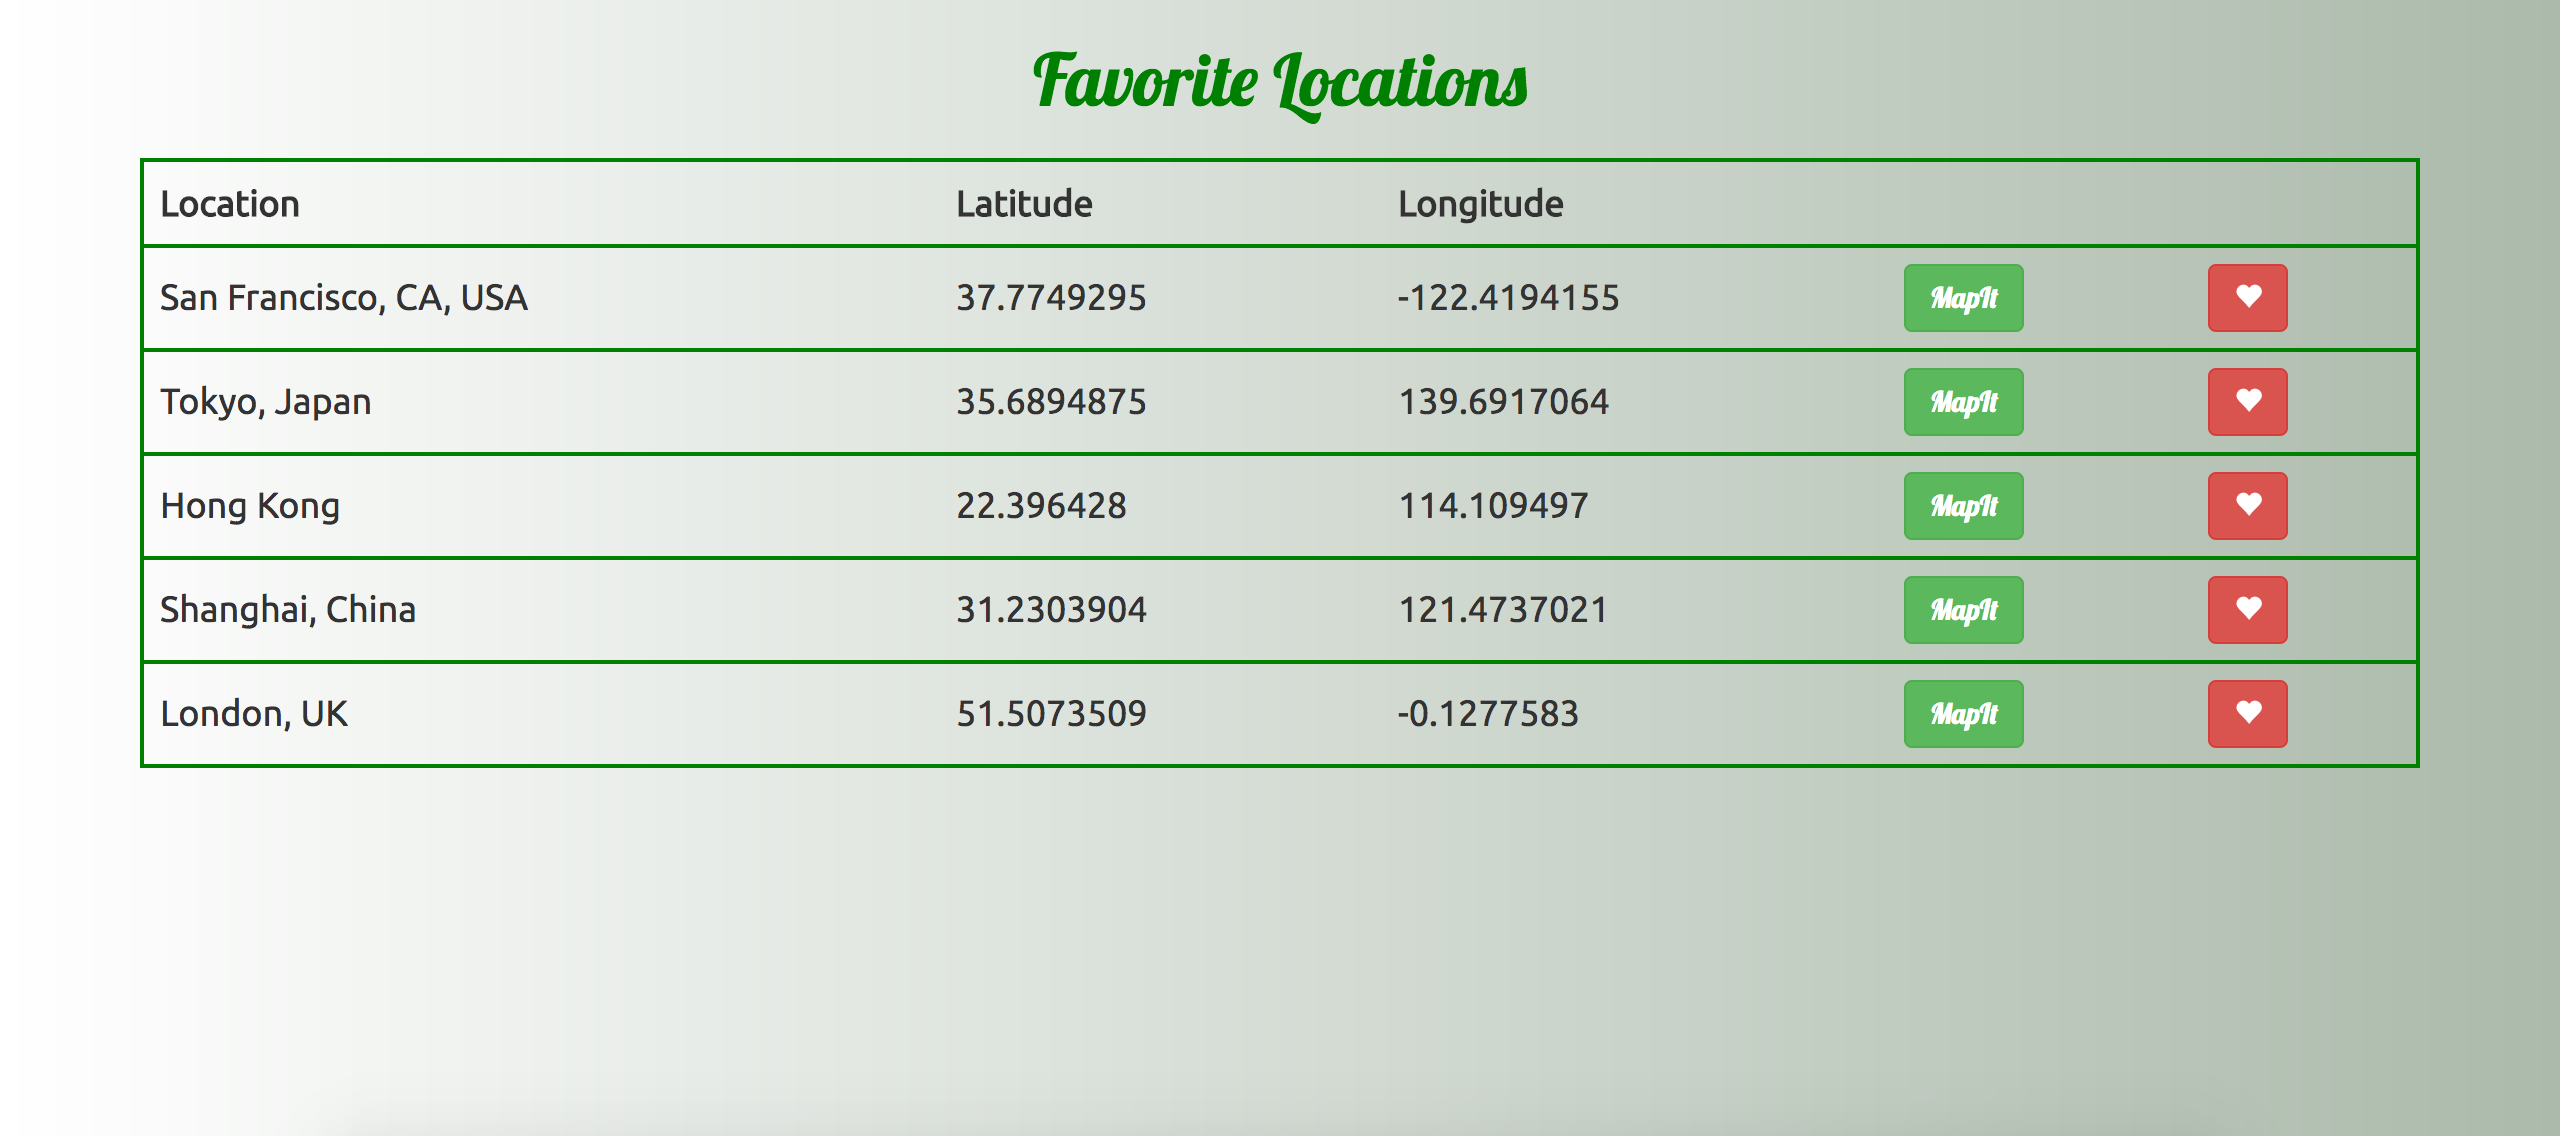 Favorite Locations
Location Latitude Longitude
San Francisco, CA, USA 37.7749295 -122.4194155 MapIt
Tokyo, Japan 35.6894875 139.6917064 MapIt
Hong Kong 22.396428 114.109497 MapIt
Shanghai, China 31.2303904 121.4737021 MapIt
London, UK 51.5073509 -0.1277583 MapIt